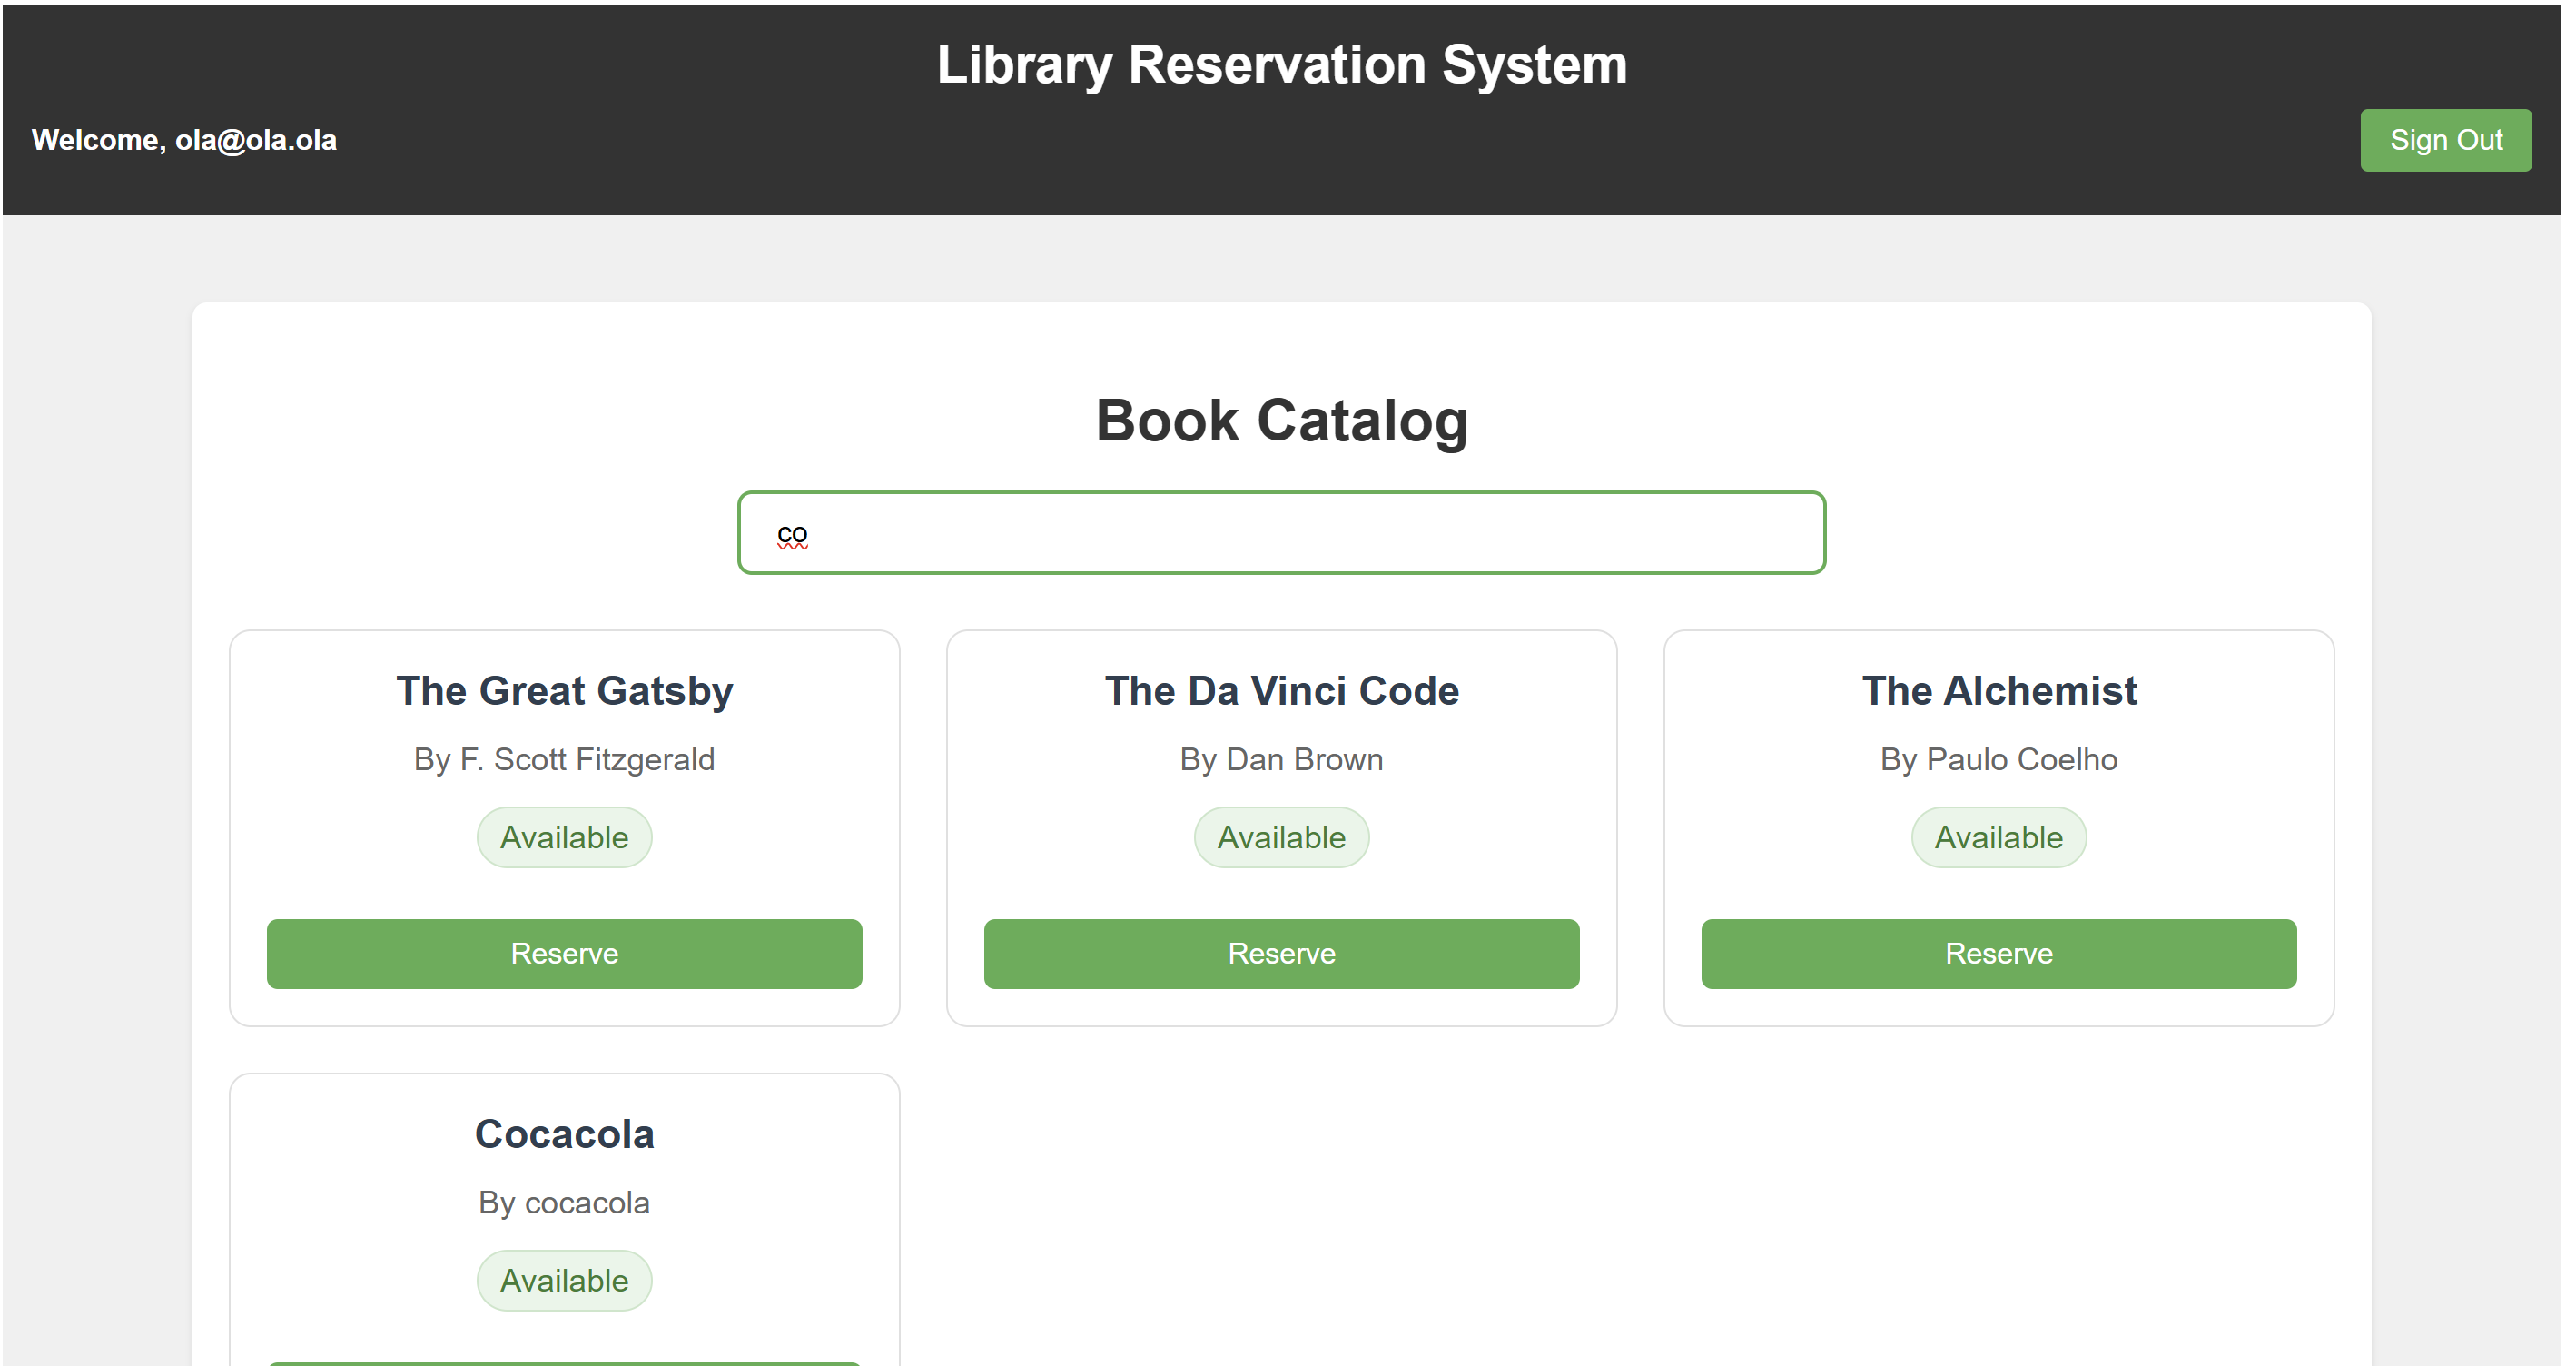 Library Reservation System
Welcome, ola@ola.ola
Sign Out
Book Catalog
co
The Great Gatsby
By F. Scott Fitzgerald
Available
Reserve
The Da Vinci Code
By Dan Brown
Available
Reserve
The Alchemist
By Paulo Coelho
Available
Reserve
Cocacola
By cocacola
Available